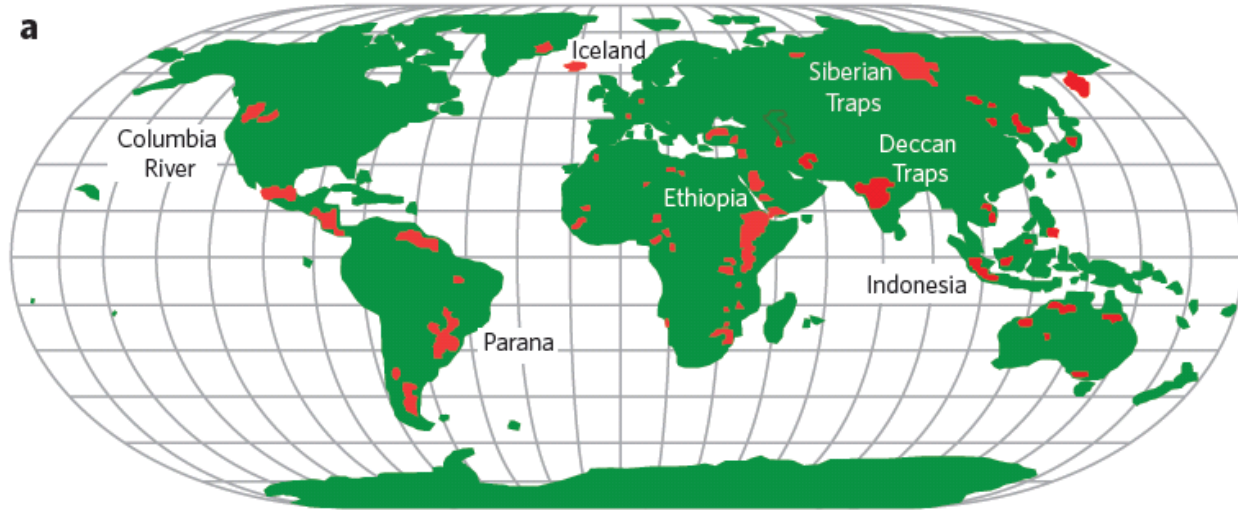 a
Iceland
Siberian
Traps
Columbia
River
Deccan
Traps
Ethiopia
Indonesia
Parana